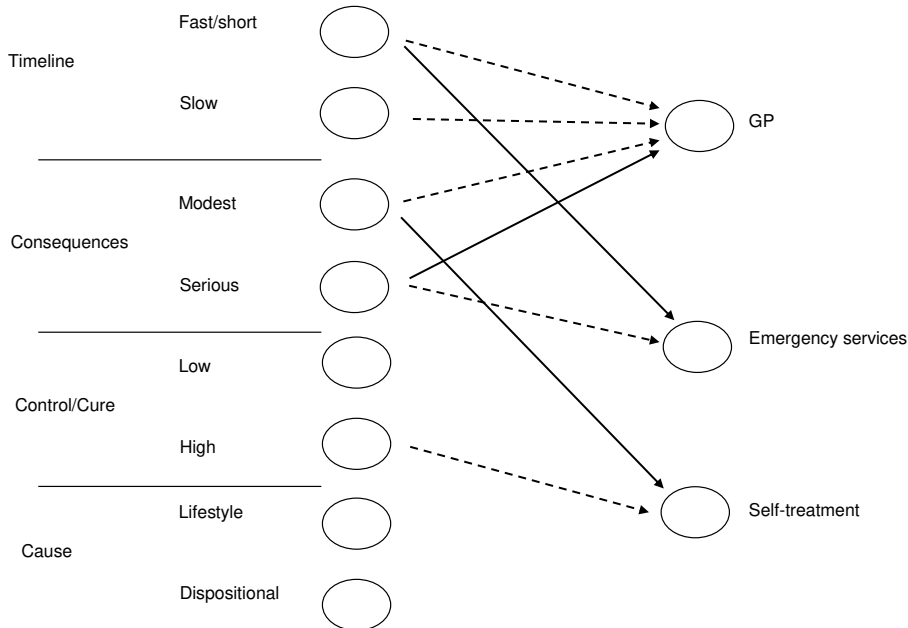 Fast/short
Timeline
Slow
GP
Modest
Consequences
Serious
Emergency services
Low
Control/Cure
High
Lifestyle
Self-treatment
Cause
Dispositional